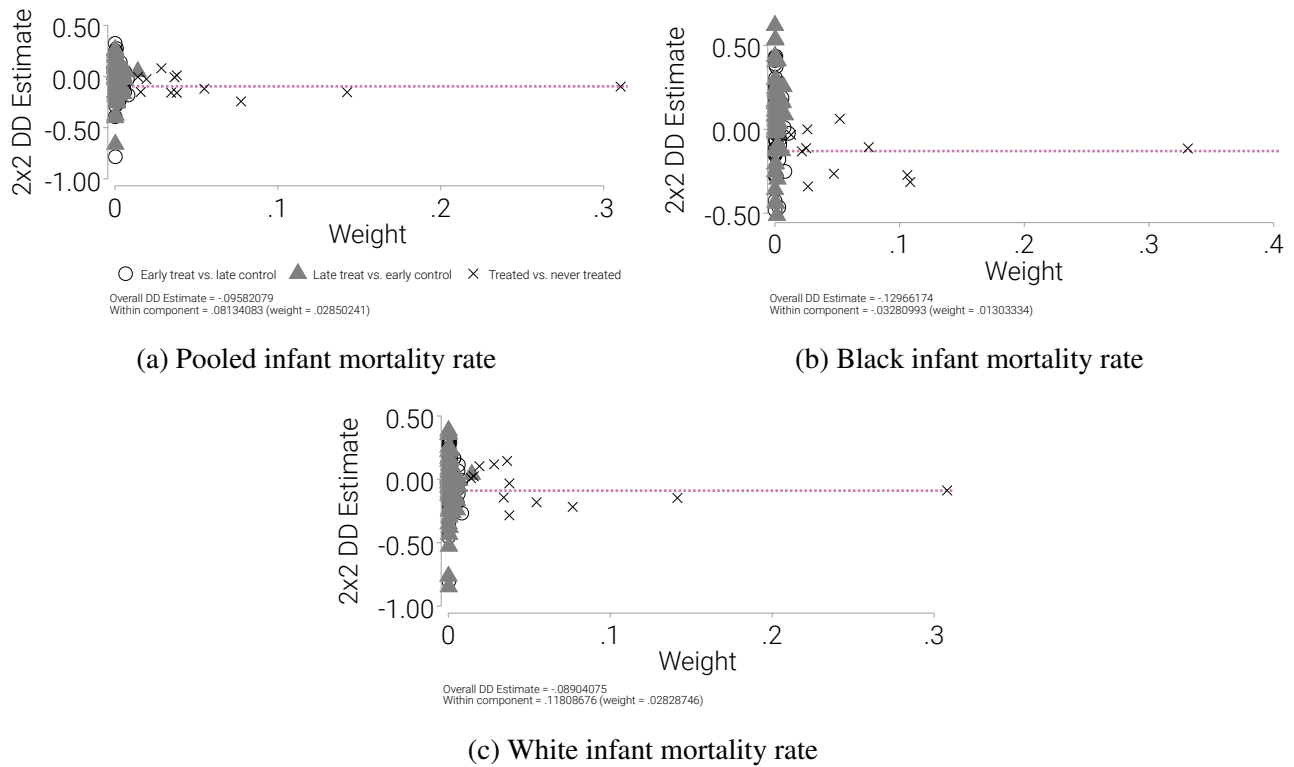 2x2 DD Estimate
0.50
0.00
-0.50
-1.00
0 .1 .2 .3
Weight
Early treat vs. late control Late treat vs. early control Treated vs. never treated
Overall DD Estimate = -.09582079
Within component = .08134083 (weight = .02850241)
(a) Pooled infant mortality rate
2x2 DD Estimate
0.50
0.00
-0.50
0 .1 .2 .3 .4
Weight
Overall DD Estimate = -.12966174
Within component = -.03280993 (weight = .01303334)
(b) Black infant mortality rate
2x2 DD Estimate
0.50
0.00
-0.50
-1.00
0 .1 .2 .3
Weight
Overall DD Estimate = -.08904075
Within component = .11808676 (weight = .02828746)
(c) White infant mortality rate